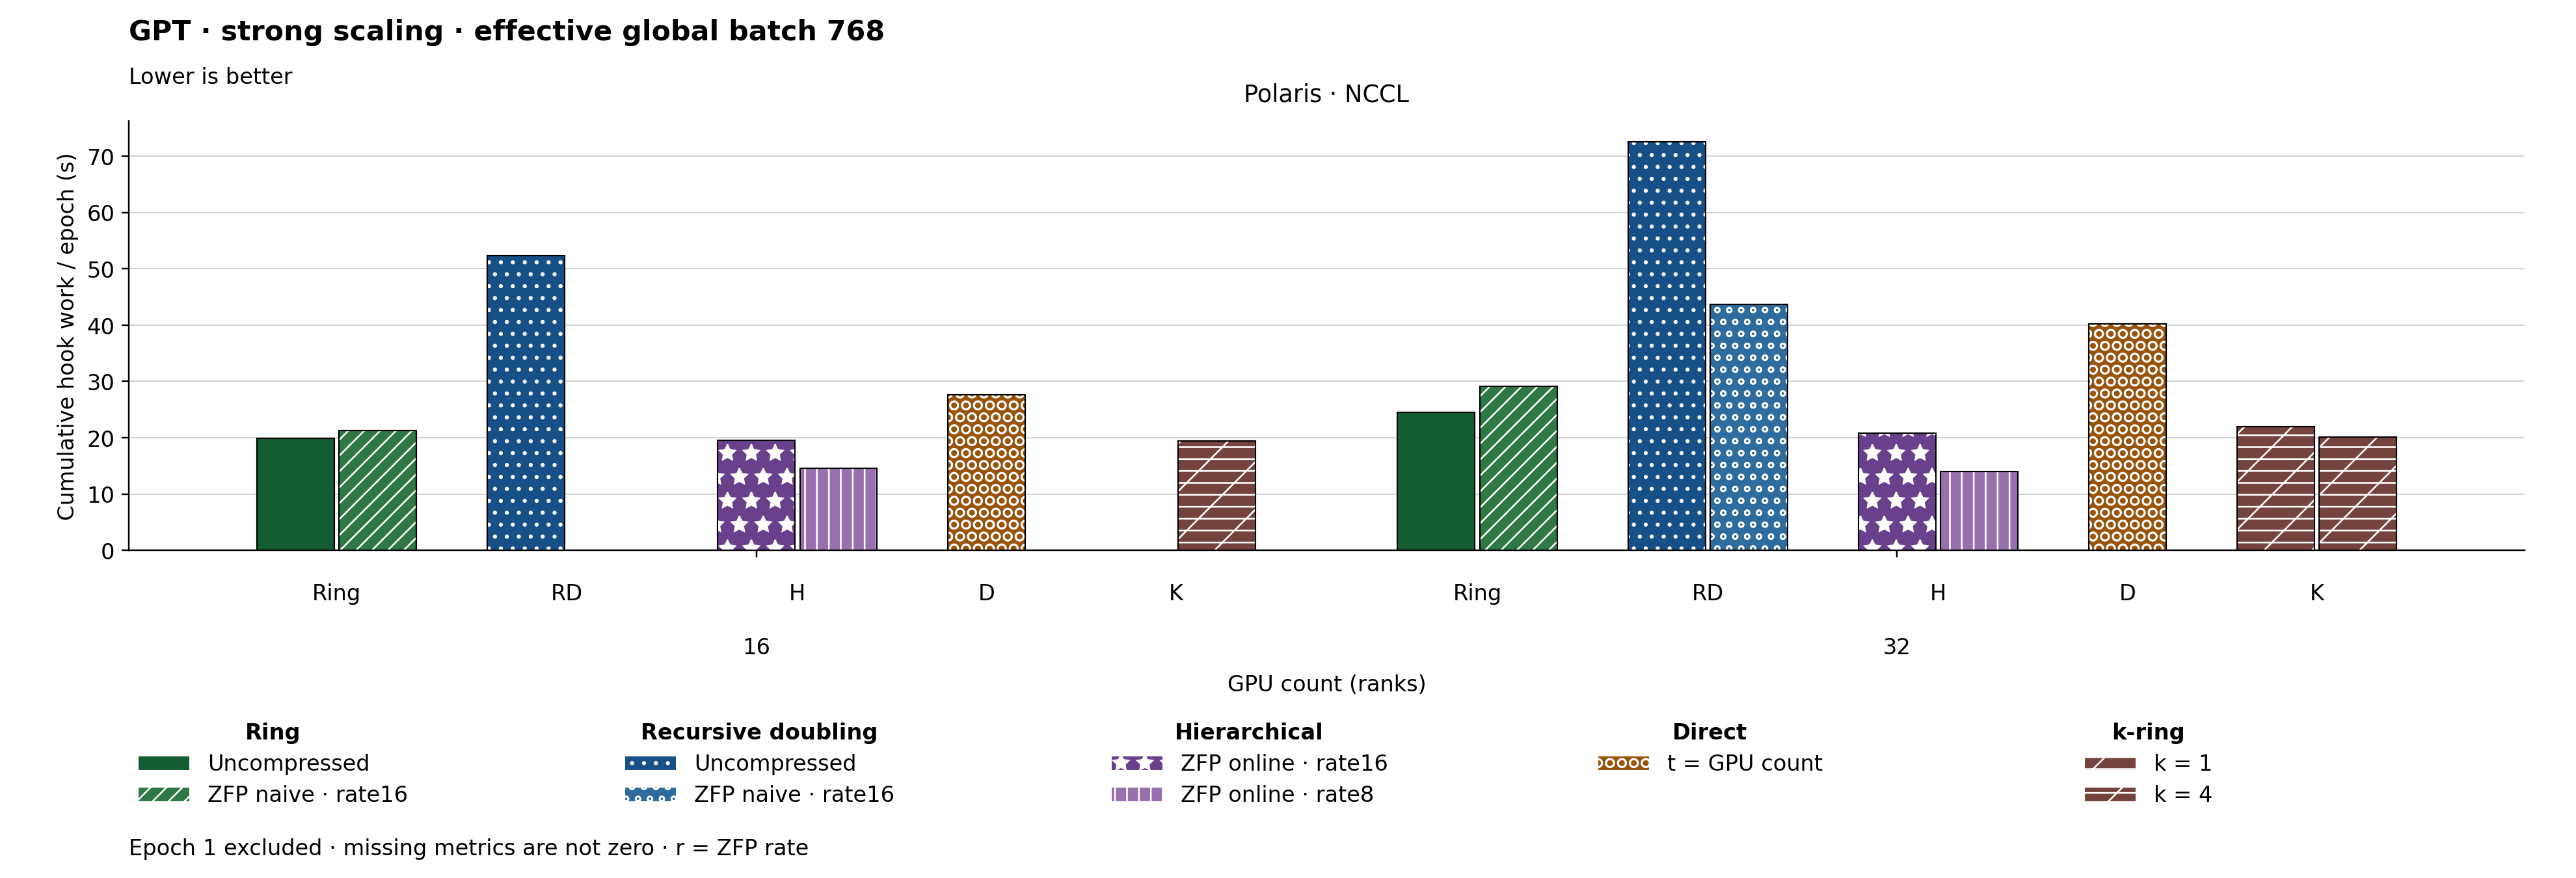 GPT · strong scaling · effective global batch 768
Lower is better
Polaris · NCCL
Cumulative hook work / epoch (s)
70
60
50
40
30
20
10
0
Ring RD H D K Ring RD H D K
16 32
GPU count (ranks)
Ring Recursive doubling Hierarchical Direct k-ring
Uncompressed Uncompressed ZFP online · rate16 t = GPU count k = 1
ZFP naive · rate16 ZFP naive · rate16 ZFP online · rate8 k = 4
Epoch 1 excluded · missing metrics are not zero · r = ZFP rate